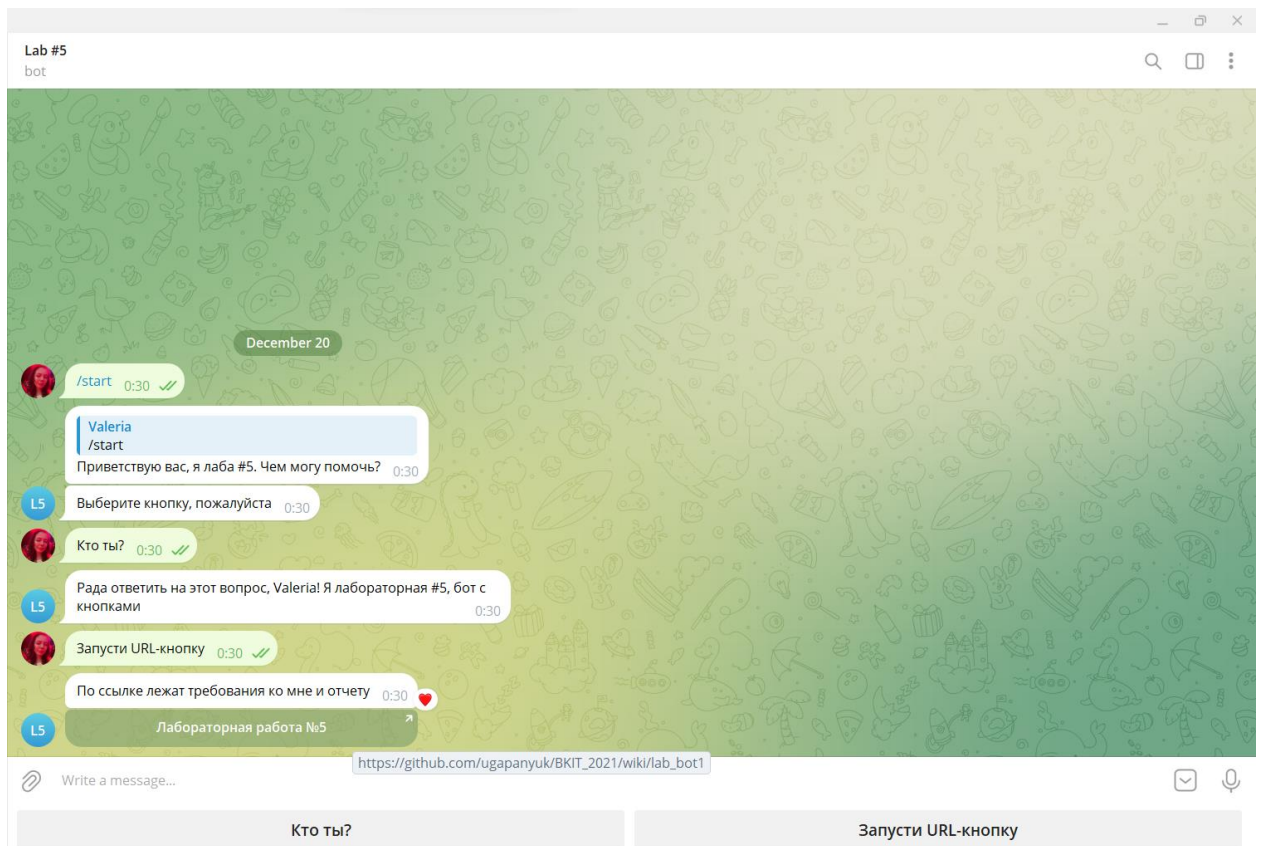 Lab #5
bot
December 20
/start 0:30
Valeria
/start
Приветствую вас, я лаба #5. Чем могу помочь? 0:30
L5
Выберите кнопку, пожалуйста 0:30
Кто ты? 0:30
Рада ответить на этот вопрос, Valeria! Я лабораторная #5, бот с
кнопками 0:30
L5
Запусти URL-кнопку 0:30
По ссылке лежат требования ко мне и отчету 0:30
L5
Лабораторная работа №5
https://github.com/ugapanyuk/BKIT_2021/wiki/lab_bot1
Write a message...
Кто ты?
Запусти URL-кнопку